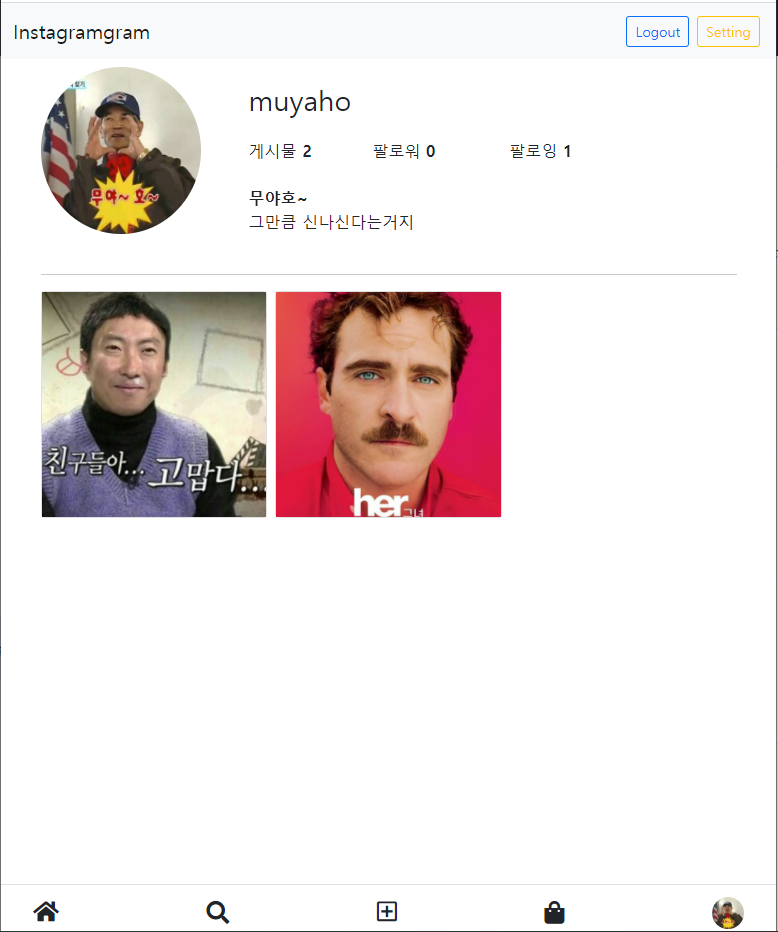 Instagramgram
Logout
Setting
muyaho
게시물 2
팔로워 0
팔로잉 1
무야~ 호~
무야호~
그만큼 신나신다는거지
친구들아... 고맙다...
her 그녀